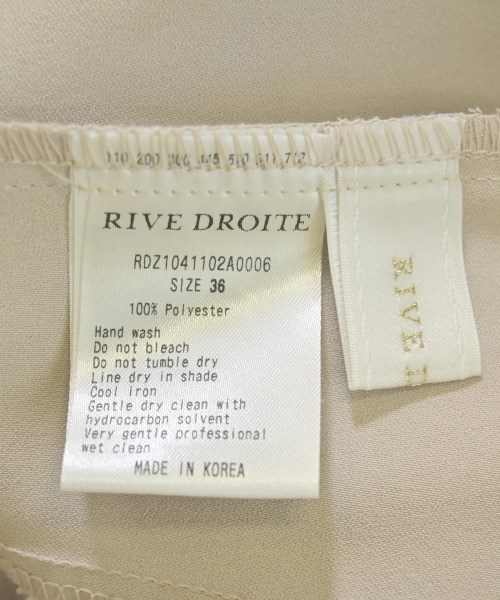 RIVE DROITE
RDZ1041102A0006
SIZE 36
100% Polyester
Hand wash
Do not bleach
Do not tumble dry
Line dry in shade
Cool iron
Gentle dry clean with
hydrocarbon solvent
Very gentle professional
wet clean
MADE IN KOREA
RIVE